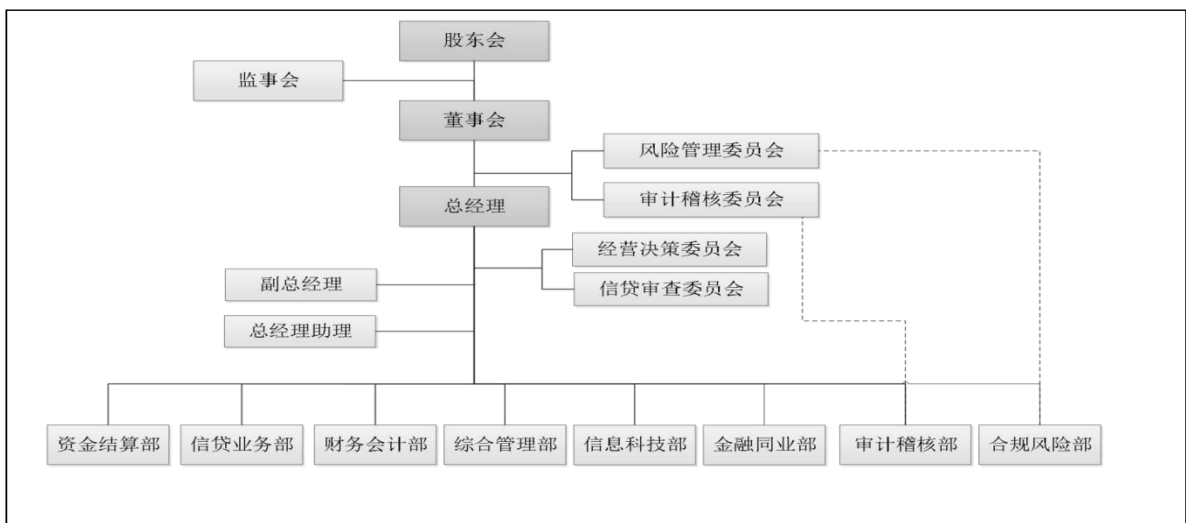 股东会
监事会
董事会
风险管理委员会
审计稽核委员会
总经理
经营决策委员会
副总经理
信贷审查委员会
总经理助理
资金结算部
信贷业务部
财务会计部
综合管理部
信息科技部
金融同业部
审计稽核部
合规风险部